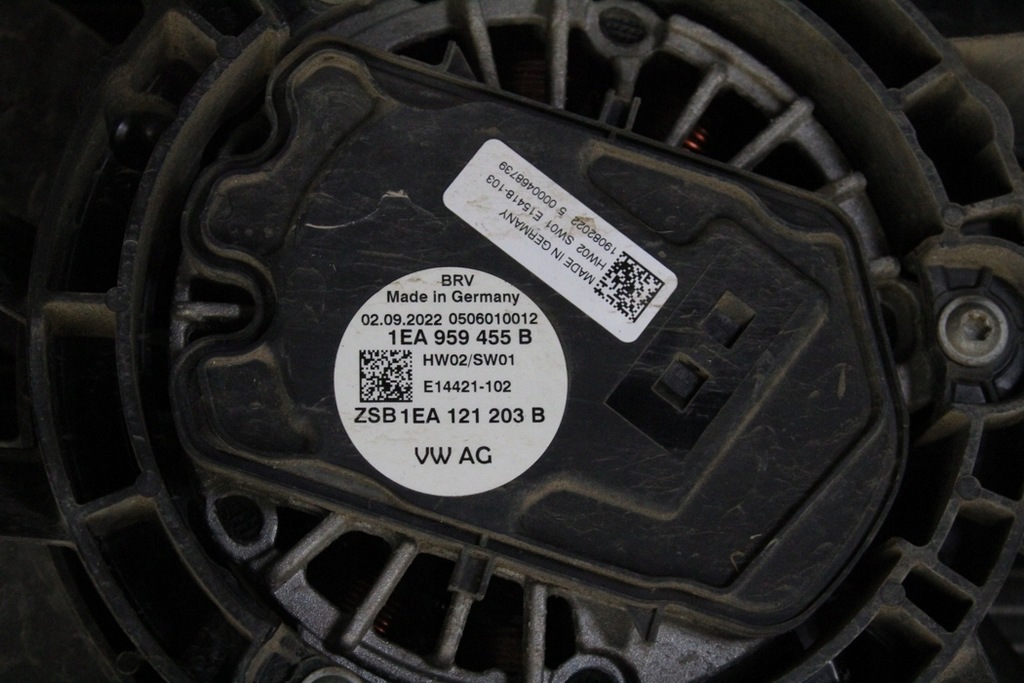 BRV
Made in Germany
02.09.2022 0506010012
1EA 959 455 B
HW02/SW01
E14421-102
ZSB 1EA 121 203 B
VW AG
MADE IN GERMANY
HW02 SW01 E15418-103
19082022 5 0000468739